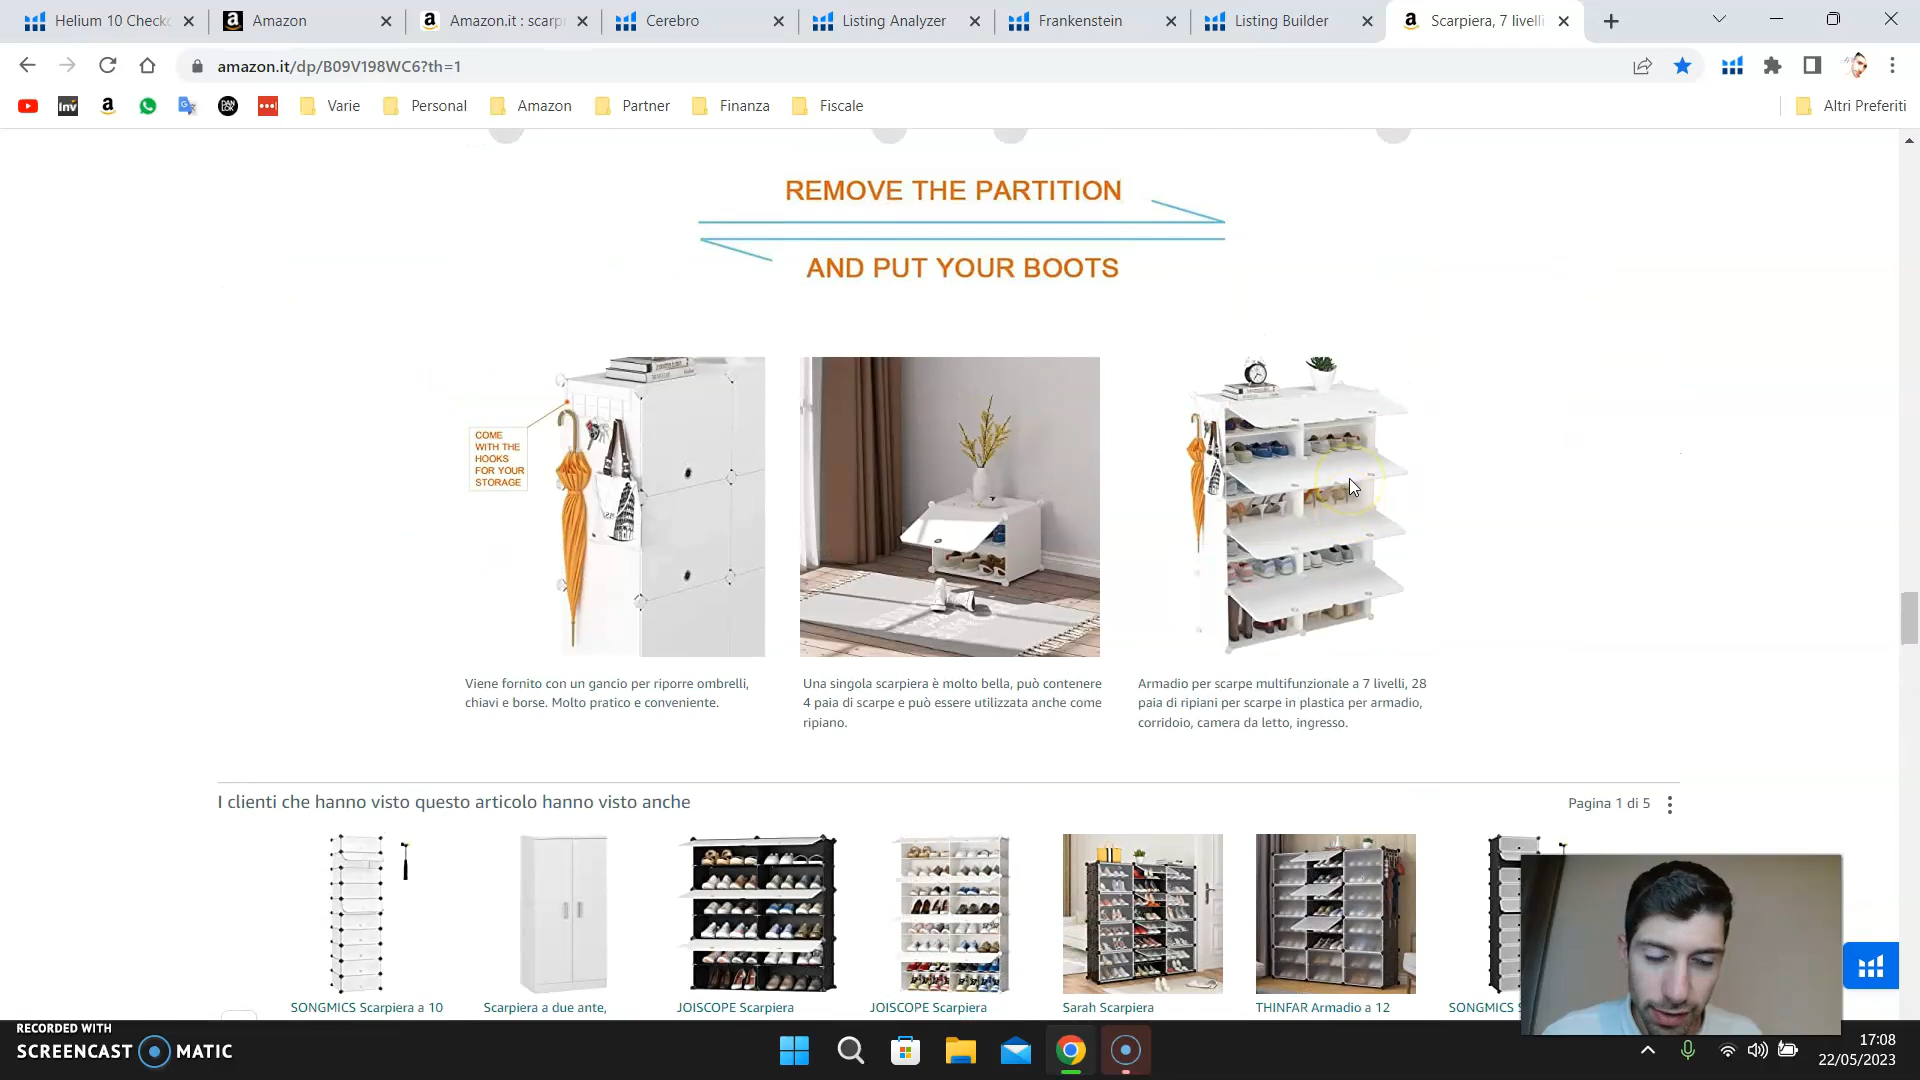 Helium 10 Checko
Amazon
Amazon.it : scarp
Cerebro
Listing Analyzer
Frankenstein
Listing Builder
Scarpiera, 7 livelli
amazon.it/dp/B09V198WC6?th=1
Inv
Varie
Personal
Amazon
Partner
Finanza
Fiscale
Altri Preferiti
REMOVE THE PARTITION
AND PUT YOUR BOOTS
COME
WITH THE
HOOKS
FOR YOUR
STORAGE
Viene fornito con un gancio per riporre ombrelli,
chiavi e borse. Molto pratico e conveniente.
Una singola scarpiera è molto bella, può contenere
4 paia di scarpe e può essere utilizzata anche come
ripiano.
Armadio per scarpe multifunzionale a 7 livelli, 28
paia di ripiani per scarpe in plastica per armadio,
corridoio, camera da letto, ingresso.
I clienti che hanno visto questo articolo hanno visto anche
Pagina 1 di 5
SONGMICS Scarpiera a 10
Scarpiera a due ante,
JOISCOPE Scarpiera
JOISCOPE Scarpiera
Sarah Scarpiera
THINFAR Armadio a 12
SONGMICS S
RECORDED WITH
SCREENCAST MATIC
17:08
22/05/2023